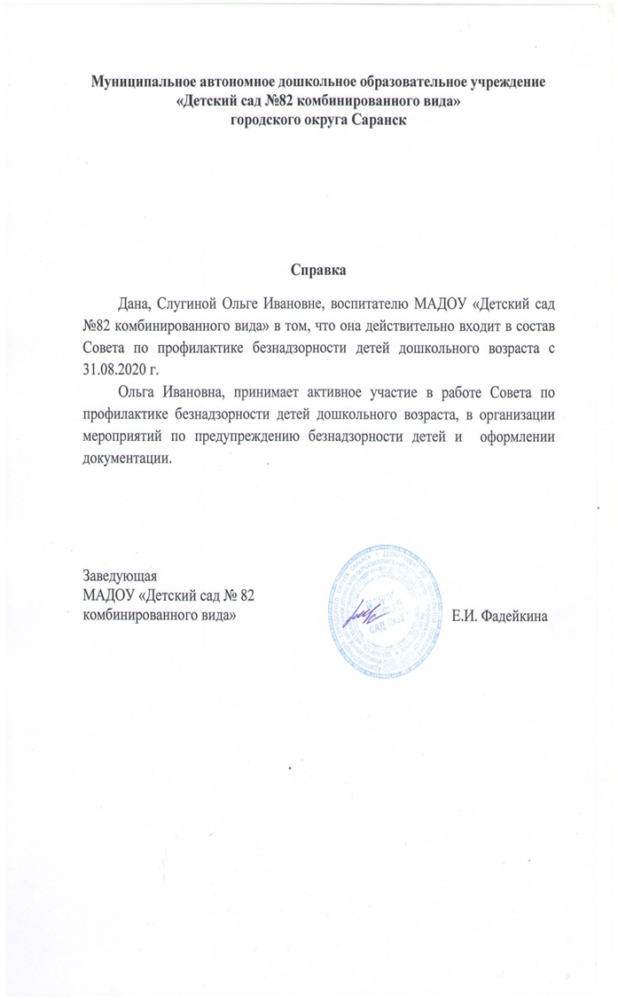 Муниципальное автономное дошкольное образовательное учреждение
«Детский сад №82 комбинированного вида»
городского округа Саранск
Справка
Дана, Слугиной Ольге Ивановне, воспитателю МАДОУ «Детский сад
№82 комбинированного вида» в том, что она действительно входит в состав
Совета по профилактике безнадзорности детей дошкольного возраста с
31.08.2020 г.
Ольга Ивановна, принимает активное участие в работе Совета по
профилактике безнадзорности детей дошкольного возраста, в организации
мероприятий по предупреждению безнадзорности детей и оформлении
документации.
Заведующая
МАДОУ «Детский сад № 82
комбинированного вида»
Е.И. Фадейкина